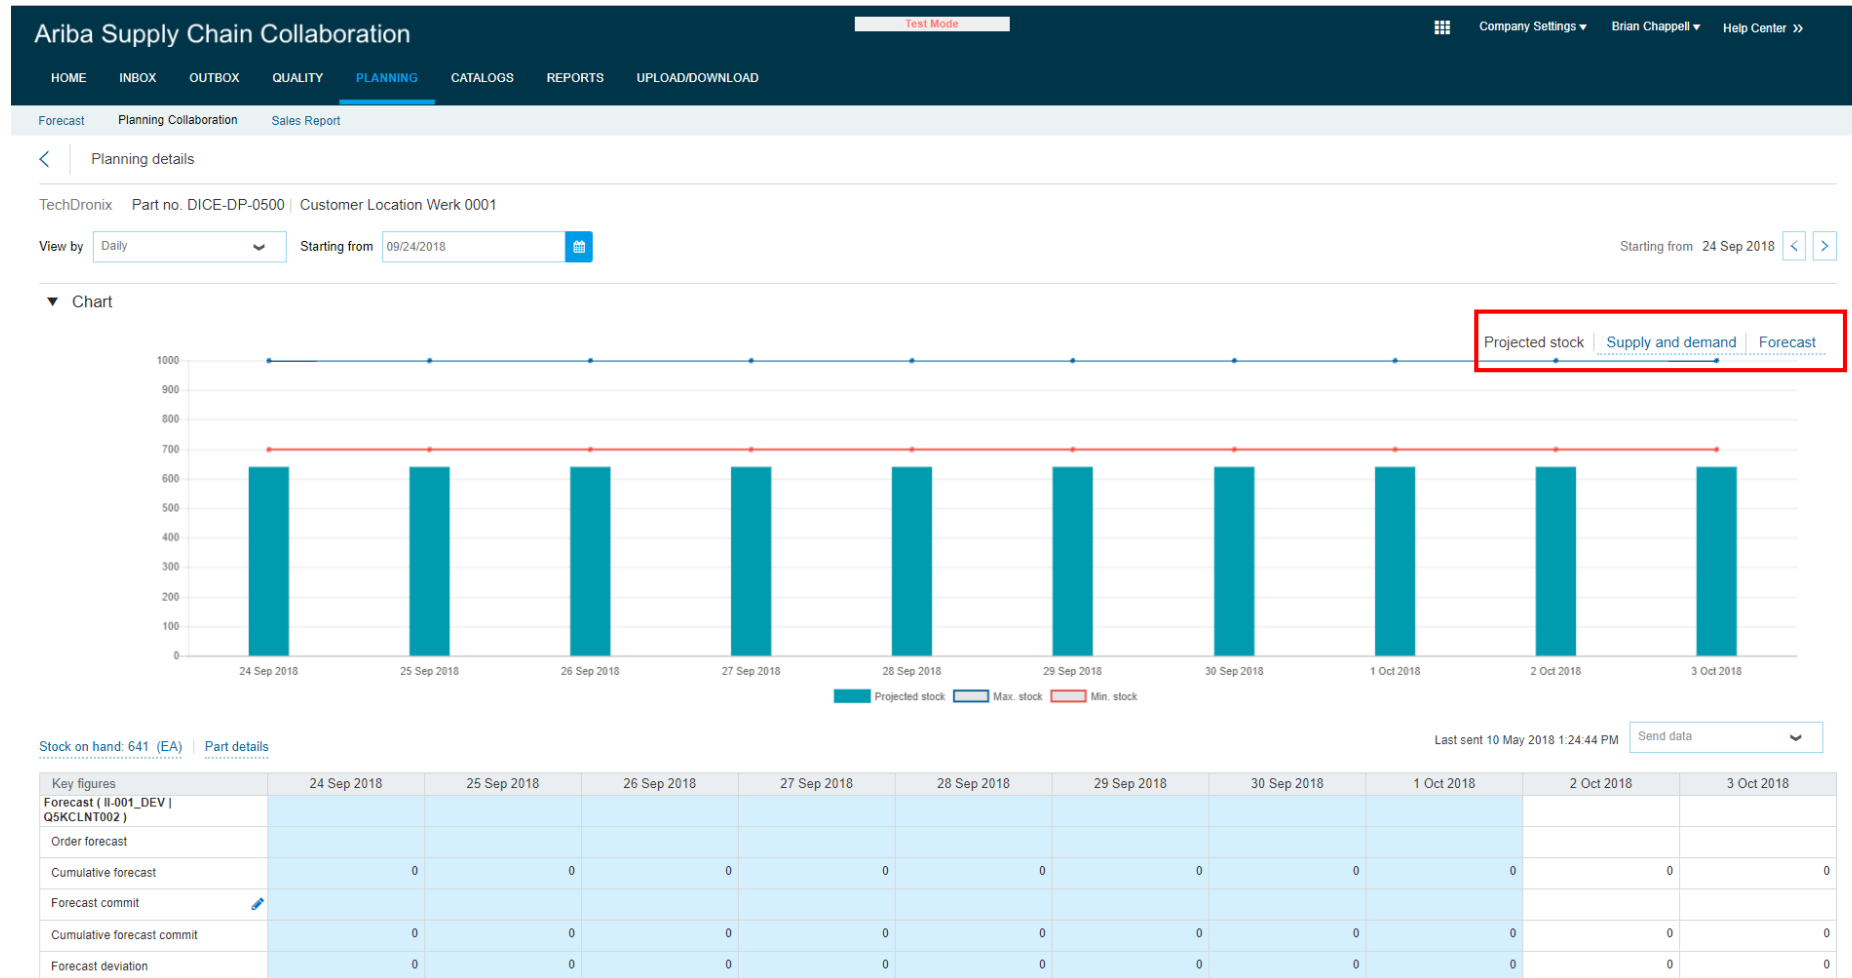 Ariba Supply Chain Collaboration
Test Mode
Company Settings Brian Chappell Help Center >>
HOME INBOX OUTBOX QUALITY PLANNING CATALOGS REPORTS UPLOAD/DOWNLOAD
Forecast Planning Collaboration Sales Report
Planning details
TechDronix Part no. DICE-DP-0500 | Customer Location Werk 0001
View by Daily Starting from 09/24/2018 Starting from 24 Sep 2018
Chart
Projected stock Supply and demand Forecast
1000
900
800
700
600
500
400
300
200
100
0
24 Sep 2018 25 Sep 2018 26 Sep 2018 27 Sep 2018 28 Sep 2018 29 Sep 2018 30 Sep 2018 1 Oct 2018 2 Oct 2018 3 Oct 2018
Projected stock Max. stock Min. stock
Stock on hand: 641 (EA) Part details Last sent 10 May 2018 1:24:44 PM Send data
Key figures 24 Sep 2018 25 Sep 2018 26 Sep 2018 27 Sep 2018 28 Sep 2018 29 Sep 2018 30 Sep 2018 1 Oct 2018 2 Oct 2018 3 Oct 2018
Forecast ( II-001_DEV |
Q5KCLNT002 )
Order forecast
Cumulative forecast 0 0 0 0 0 0 0 0 0 0
Forecast commit
Cumulative forecast commit 0 0 0 0 0 0 0 0 0 0
Forecast deviation 0 0 0 0 0 0 0 0 0 0